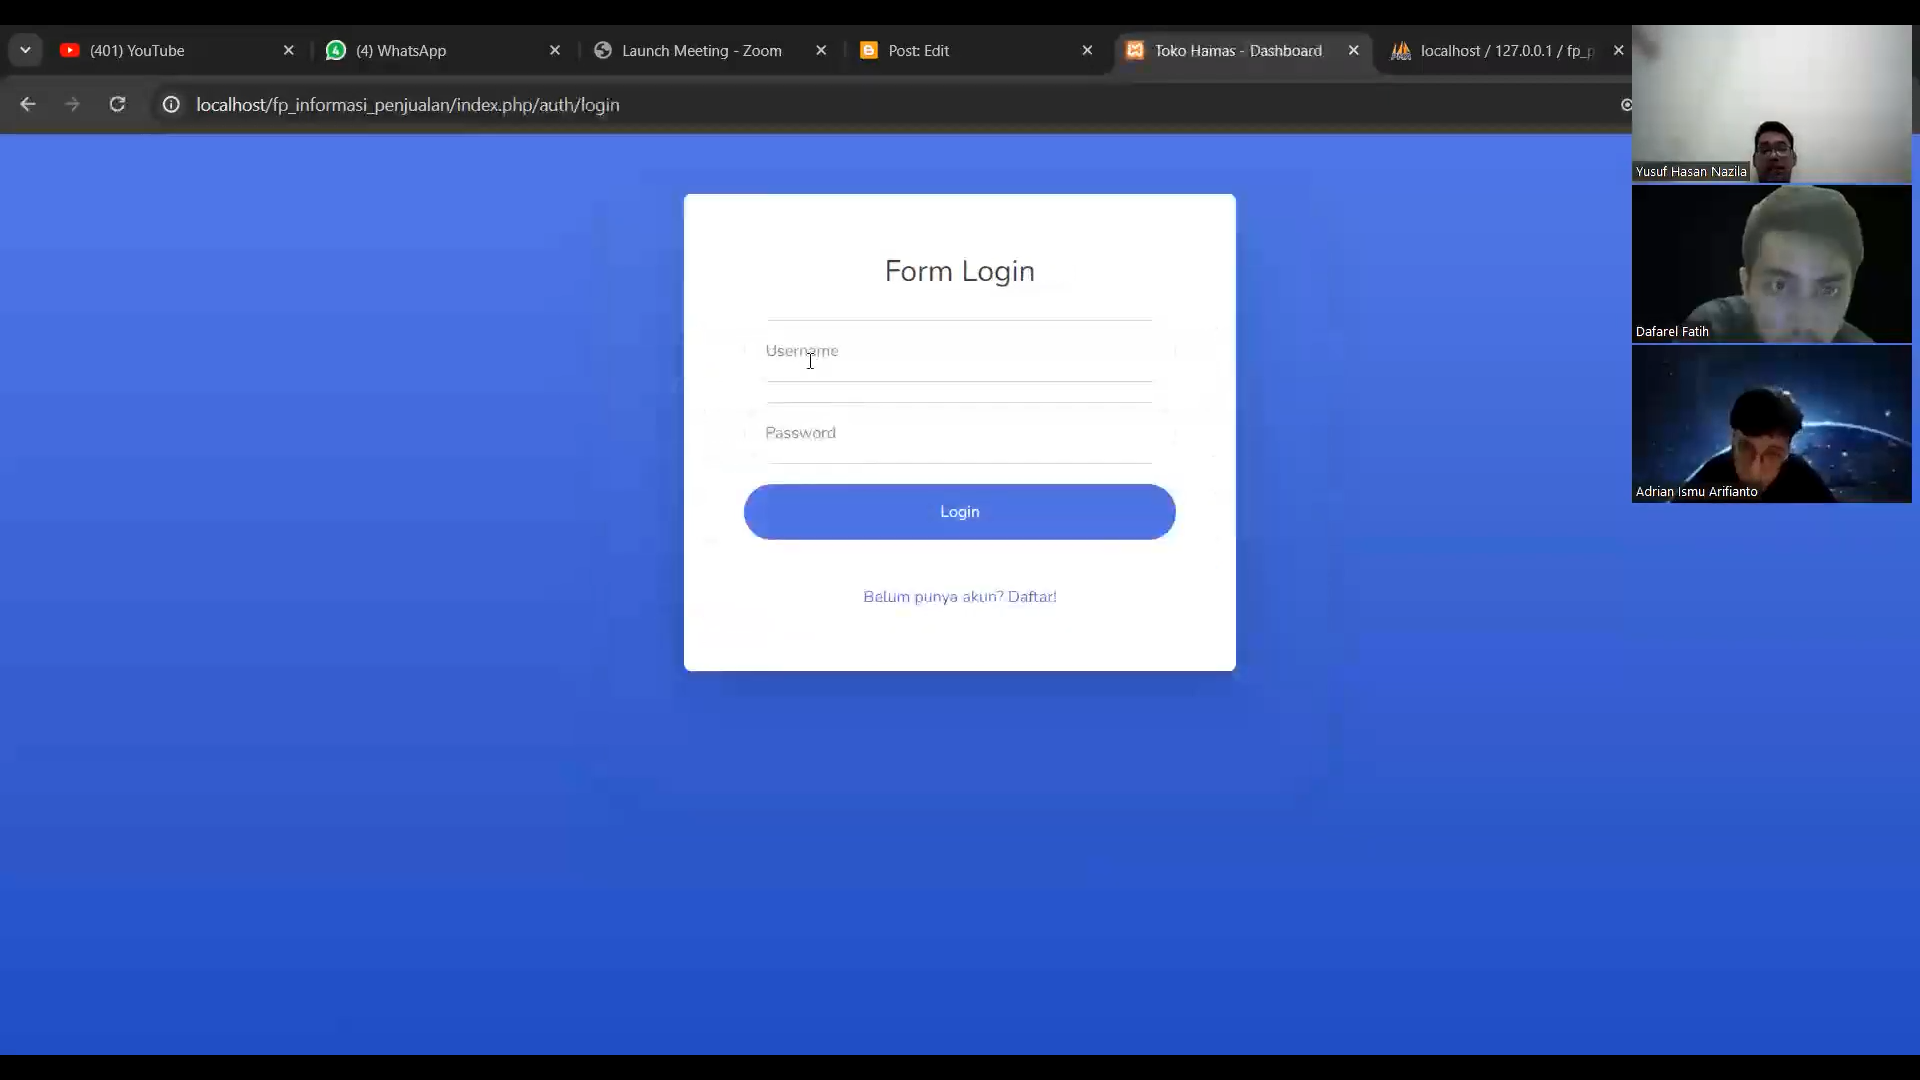 (401) YouTube
(4) WhatsApp
Launch Meeting - Zoom
Post: Edit
Toko Hamas - Dashboard
localhost / 127.0.0.1 / fp_p
localhost/fp_informasi_penjualan/index.php/auth/login
Form Login
Username
Password
Login
Belum punya akun? Daftar!
Yusuf Hasan Nazila
Dafarel Fatih
Adrian Ismu Arifianto